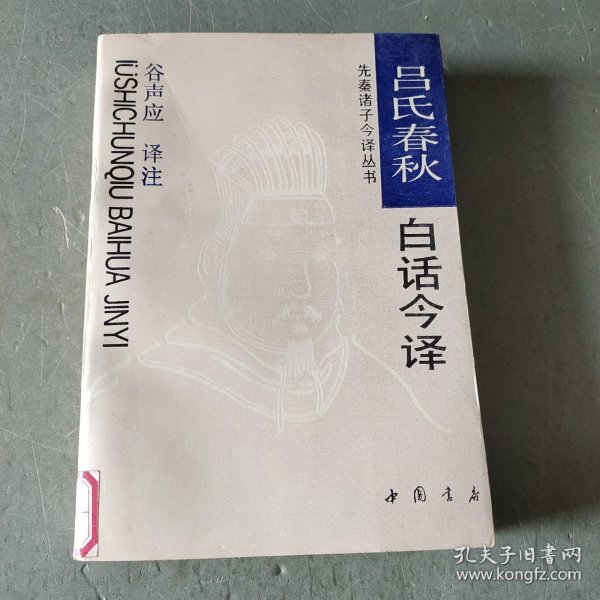 吕氏春秋
白话今译
先秦诸子今译丛书
谷声应 译注
IÜSHICHUNQIU BAIHUA JINYI
中国书店
孔夫子旧书网
www.kongfz.com